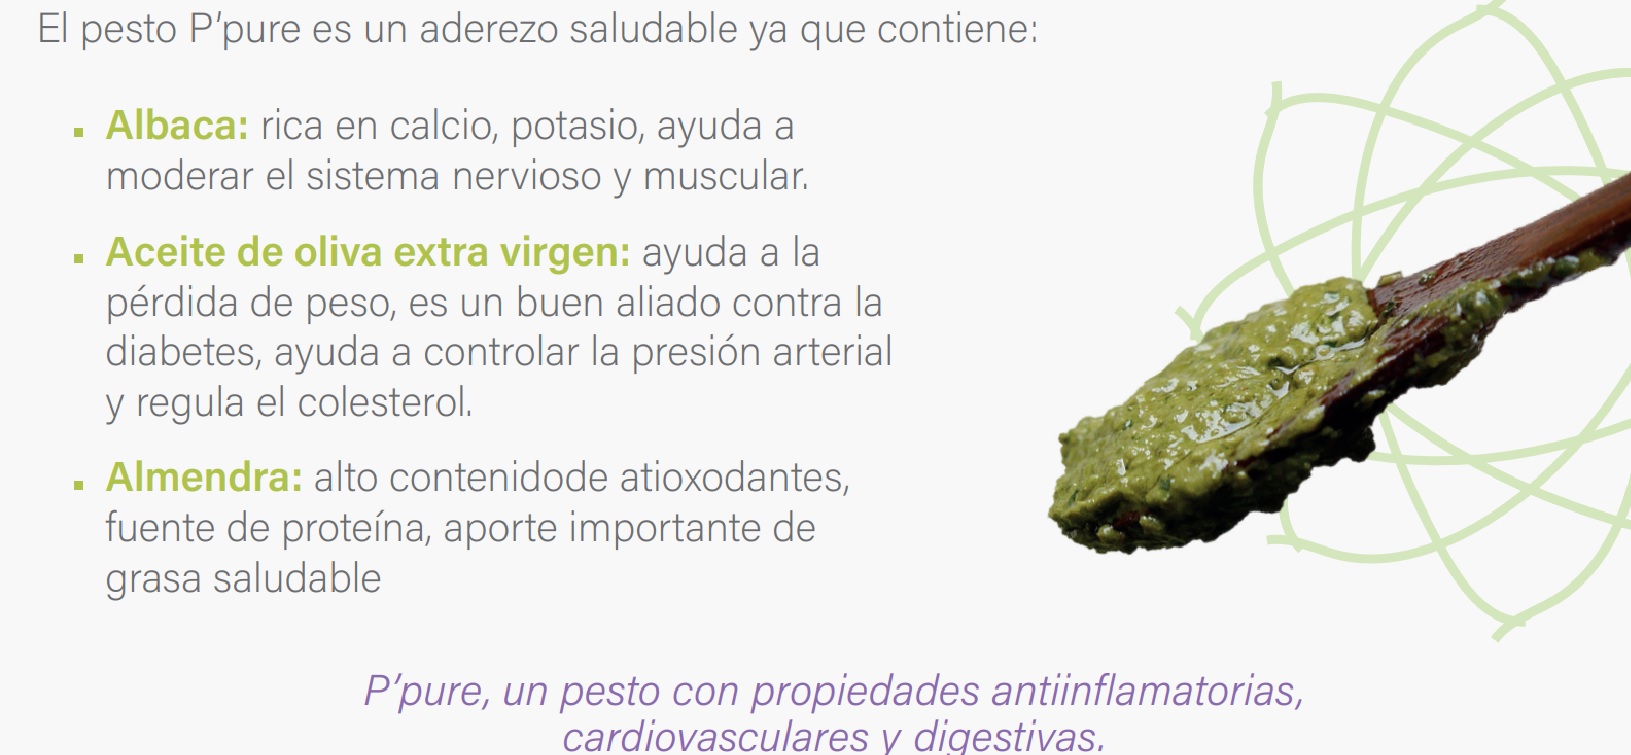 El pesto P'pure es un aderezo saludable ya que contiene:
Albaca: rica en calcio, potasio, ayuda a
moderar el sistema nervioso y muscular.
Aceite de oliva extra virgen: ayuda a la
pérdida de peso, es un buen aliado contra la
diabetes, ayuda a controlar la presión arterial
y regula el colesterol.
Almendra: alto contenidode atioxodantes,
fuente de proteína, aporte importante de
grasa saludable
P'pure, un pesto con propiedades antiinflamatorias,
cardiovasculares y digestivas.